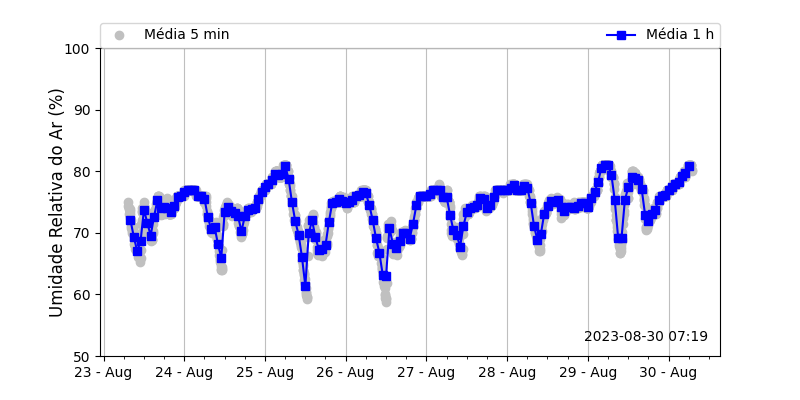 Média 5 min
Média 1 h
Umidade Relativa do Ar (%)
100
90
80
70
60
50
2023-08-30 07:19
23 - Aug
24 - Aug
25 - Aug
26 - Aug
27 - Aug
28 - Aug
29 - Aug
30 - Aug